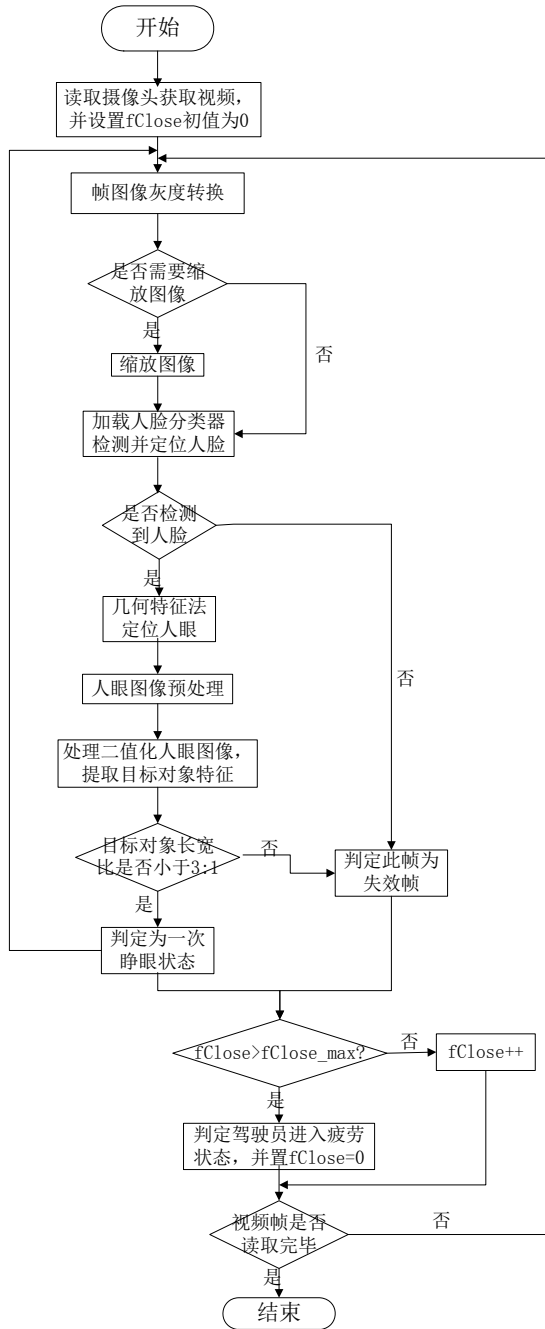 开始
读取摄像头获取视频,
并设置fClose初值为0
帧图像灰度转换
是否需要缩
放图像
是
否
缩放图像
加载人脸分类器
检测并定位人脸
是否检测
到人脸
是
否
几何特征法
定位人眼
人眼图像预处理
处理二值化人眼图像,
提取目标对象特征
目标对象长宽
比是否小于3:1
否
是
判定此帧为
失效帧
判定为一次
睁眼状态
fClose>fClose_max?
否
fClose++
是
判定驾驶员进入疲劳
状态, 并置fClose=0
视频帧是否
读取完毕
否
是
结束